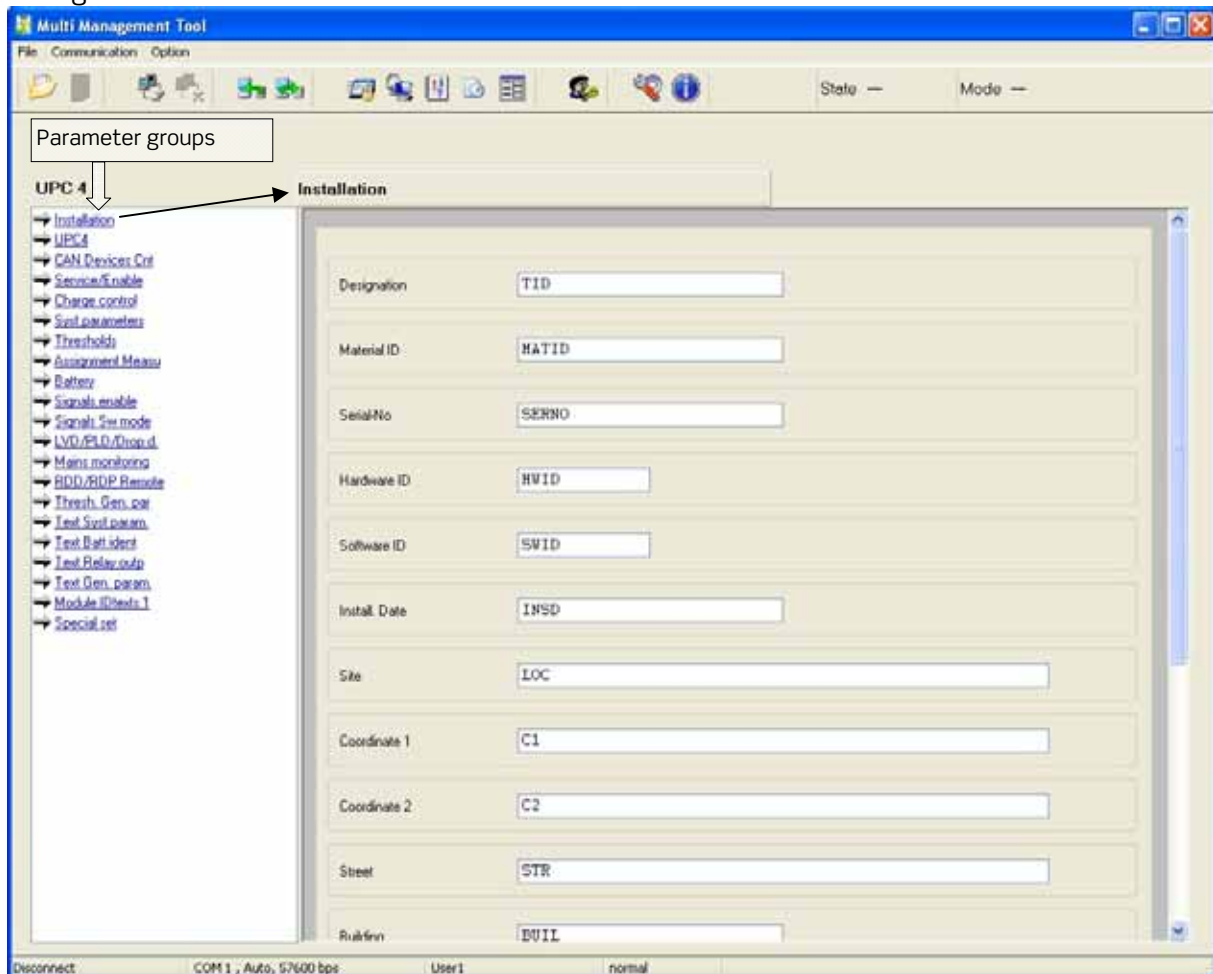 Multi Management Tool
File Communication Option
State —
Mode —
Parameter groups
UPC 4
Installation
Installation
UPC4
CAN Devices Cnt
Service/Enable
Charge control
Syst.parameters
Thresholds
Assignment Measu
Battery
Signals enable
Signals Sw mode
LVD/PLD/Drop d.
Mains monitoring
RDD/RDP Remote
Thresh. Gen. par
Text Syst param.
Text Batt ident
Text Relay outp
Text Gen. param.
Module IDtexts 1
Special set
Designation TID
Material ID MATID
Serial-No SERNO
Hardware ID HWID
Software ID SWID
Install. Date INSD
Site LOC
Coordinate 1 C1
Coordinate 2 C2
Street STR
Building BUIL
Disconnect COM 1 , Auto, 57600 bps User1 normal